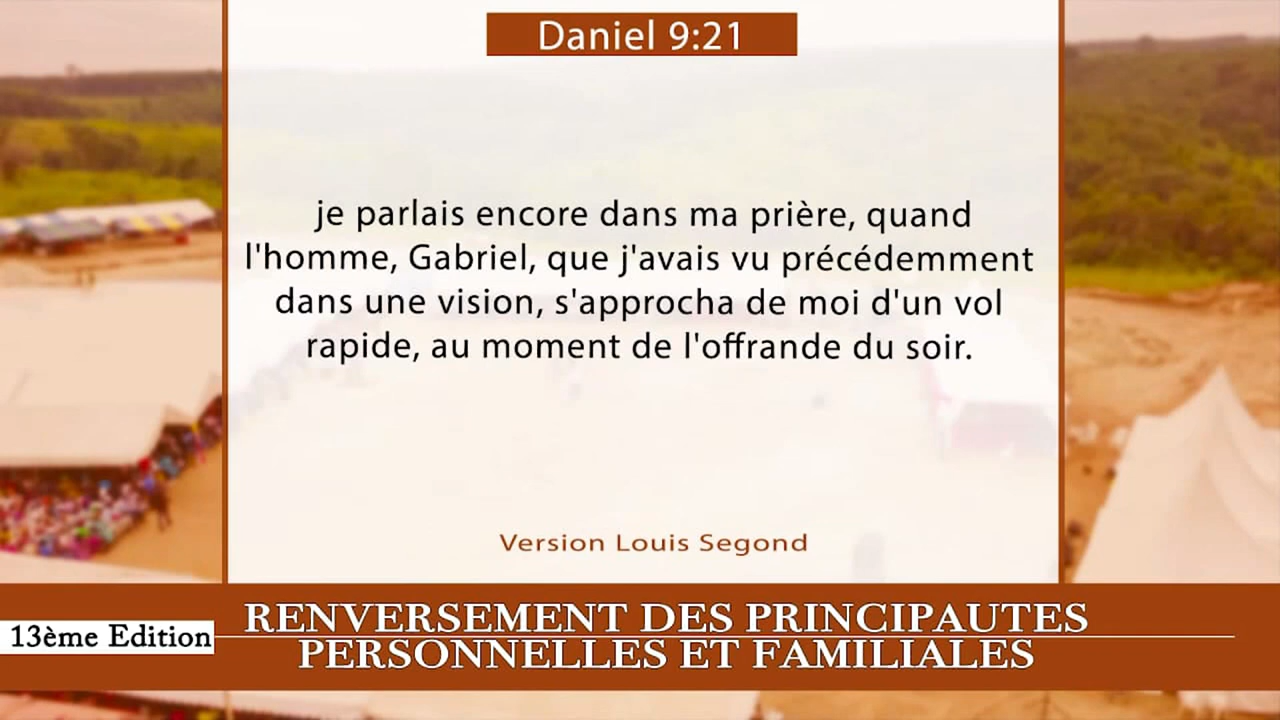 Daniel 9:21
je parlais encore dans ma prière, quand
l'homme, Gabriel, que j'avais vu précédemment
dans une vision, s'approcha de moi d'un vol
rapide, au moment de l'offrande du soir.
Version Louis Segond
13ème Edition
RENVERSEMENT DES PRINCIPAUTES
PERSONNELLES ET FAMILIALES